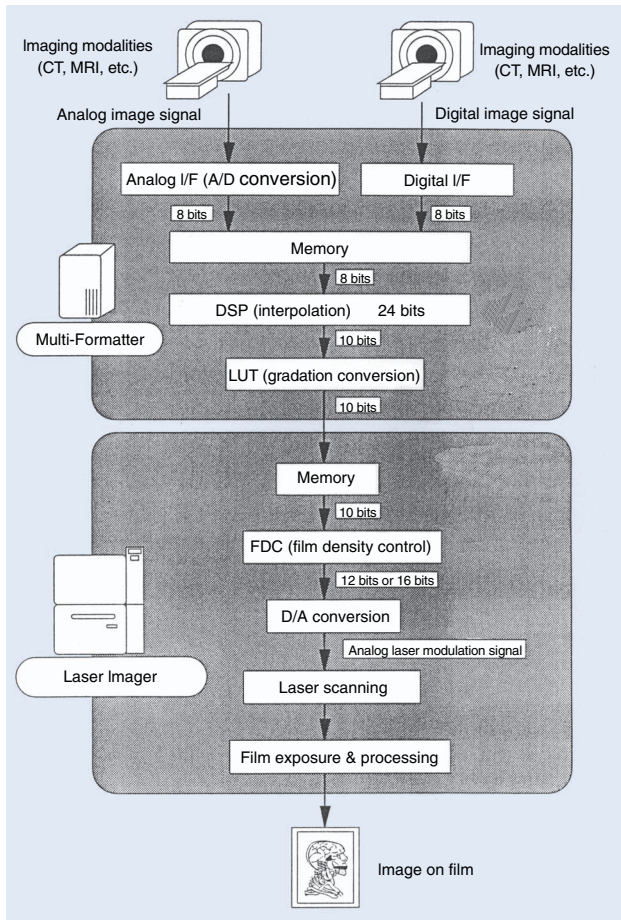 Imaging modalities
(CT, MRI, etc.)
Imaging modalities
(CT, MRI, etc.)
Analog image signal
Digital image signal
Analog I/F (A/D conversion)
Digital I/F
8 bits
8 bits
Memory
8 bits
DSP (interpolation) 24 bits
Multi-Formatter
10 bits
LUT (gradation conversion)
10 bits
Memory
10 bits
FDC (film density control)
12 bits or 16 bits
D/A conversion
Analog laser modulation signal
Laser Imager
Laser scanning
Film exposure & processing
Image on film